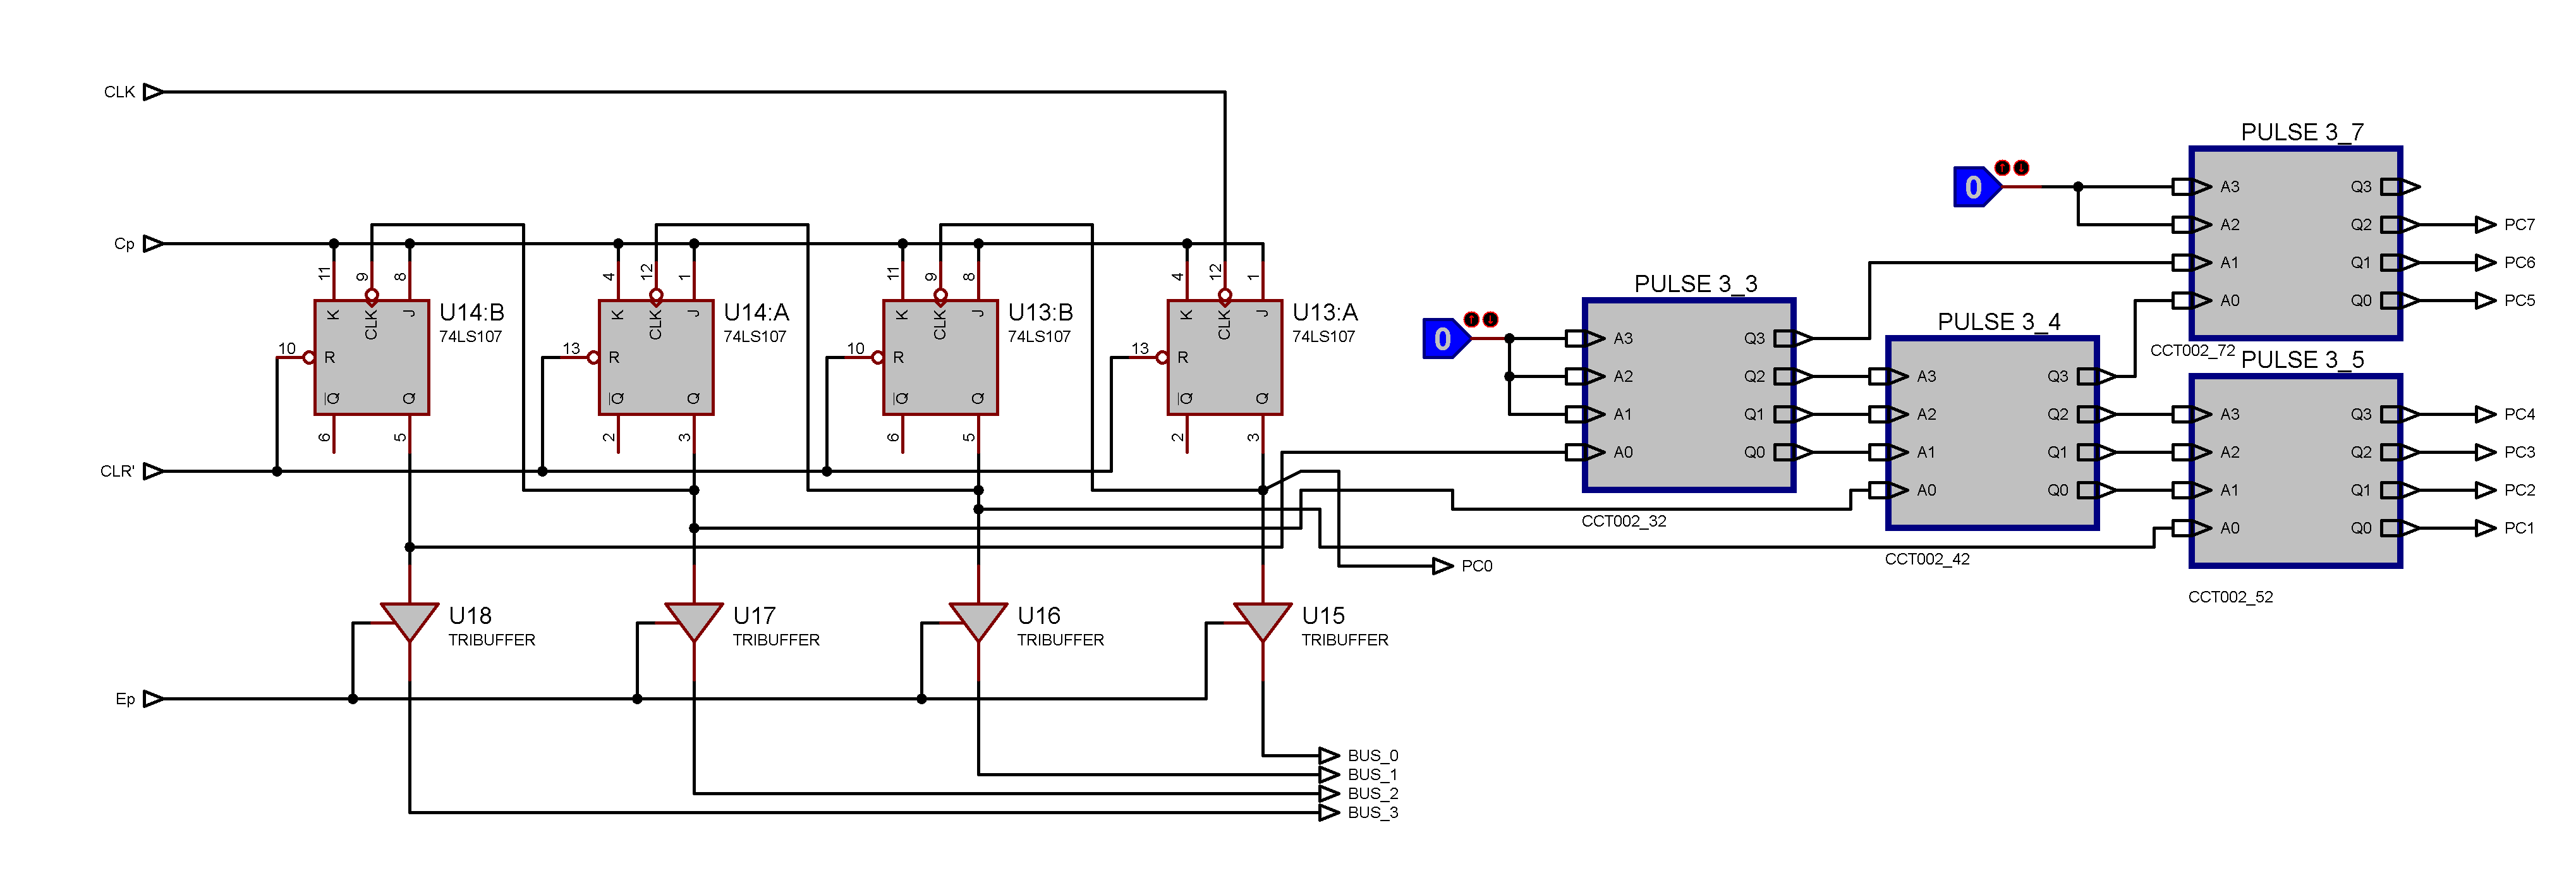 CLK
Cp
CLR'
Ep
11
9
8
K
CLK
J
10
R
Q
Q
6
5
U14:B
74LS107
4
12
1
K
CLK
J
13
R
Q
Q
2
3
U14:A
74LS107
11
9
8
K
CLK
J
10
R
Q
Q
6
5
U13:B
74LS107
4
12
1
K
CLK
J
13
R
Q
Q
2
3
U13:A
74LS107
U18
TRIBUFFER
U17
TRIBUFFER
U16
TRIBUFFER
U15
TRIBUFFER
BUS_0
BUS_1
BUS_2
BUS_3
PC0
0
PULSE 3_3
A3 Q3
A2 Q2
A1 Q1
A0 Q0
CCT002_32
PULSE 3_4
A3 Q3
A2 Q2
A1 Q1
A0 Q0
CCT002_42
0
PULSE 3_7
A3 Q3
A2 Q2 PC7
A1 Q1 PC6
A0 Q0 PC5
CCT002_72
PULSE 3_5
A3 Q3 PC4
A2 Q2 PC3
A1 Q1 PC2
A0 Q0 PC1
CCT002_52